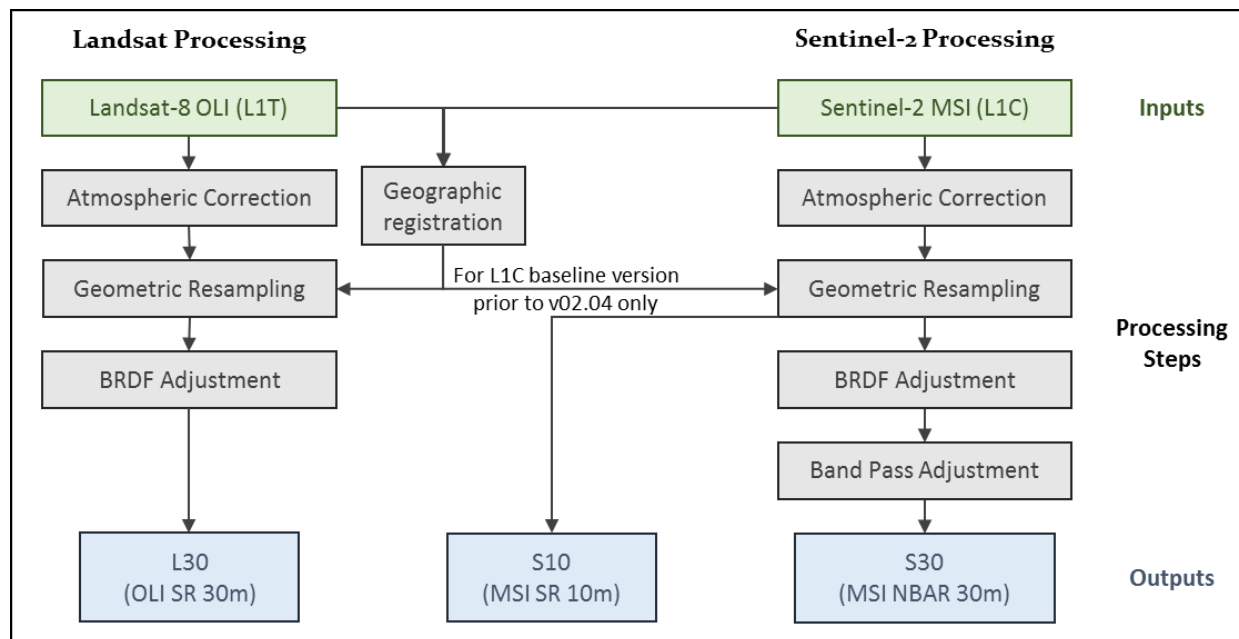 Landsat Processing
Sentinel-2 Processing
Landsat-8 OLI (L1T)
Sentinel-2 MSI (L1C)
Inputs
Atmospheric Correction
Geographic
registration
Atmospheric Correction
Geometric Resampling
For L1C baseline version
prior to v02.04 only
Geometric Resampling
Processing
Steps
BRDF Adjustment
BRDF Adjustment
Band Pass Adjustment
L30
(OLI SR 30m)
S10
(MSI SR 10m)
S30
(MSI NBAR 30m)
Outputs